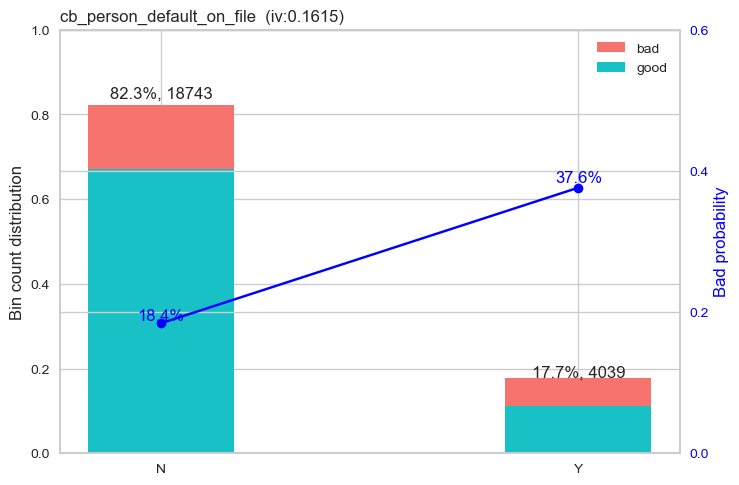 cb_person_default_on_file  (iv:0.1615)
1.0
0.8
0.6
0.4
0.2
0.0
Bin count distribution
82.3%, 18743
18.4%
37.6%
17.7%, 4039
bad
good
0.6
0.4
0.2
0.0
Bad probability
N
Y